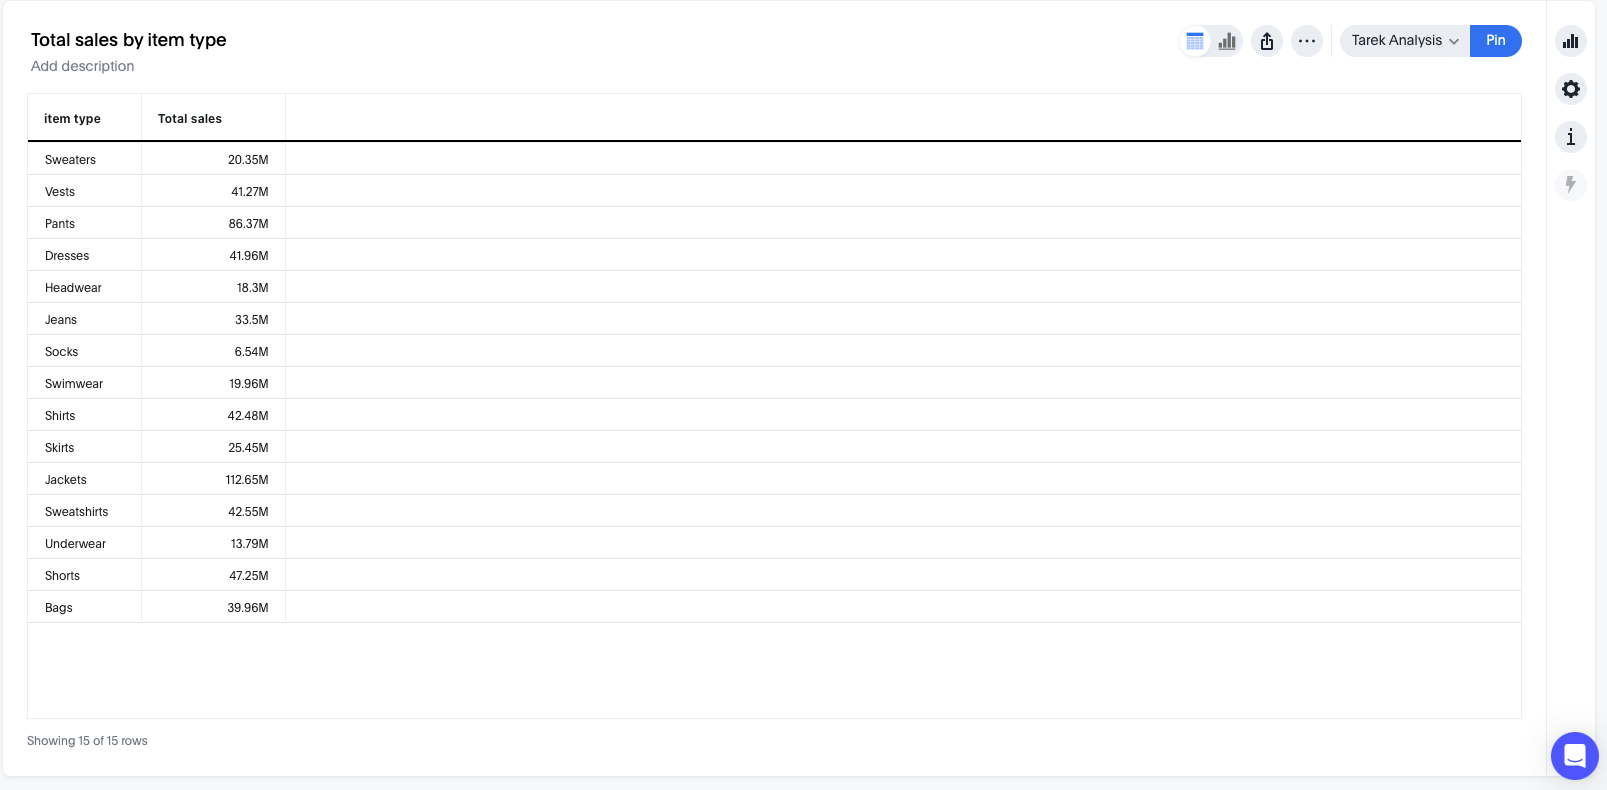 Total sales by item type
Add description
Tarek Analysis
Pin
item type Total sales
Sweaters 20.35M
Vests 41.27M
Pants 86.37M
Dresses 41.96M
Headwear 18.3M
Jeans 33.5M
Socks 6.54M
Swimwear 19.96M
Shirts 42.48M
Skirts 25.45M
Jackets 112.65M
Sweatshirts 42.55M
Underwear 13.79M
Shorts 47.25M
Bags 39.96M
Showing 15 of 15 rows